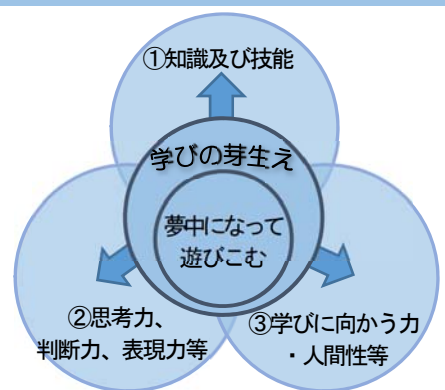 ①知識及び技能
学びの芽生え
夢中になって
遊びこむ
②思考力、
判断力、表現力等
③学びに向かう力
・人間性等